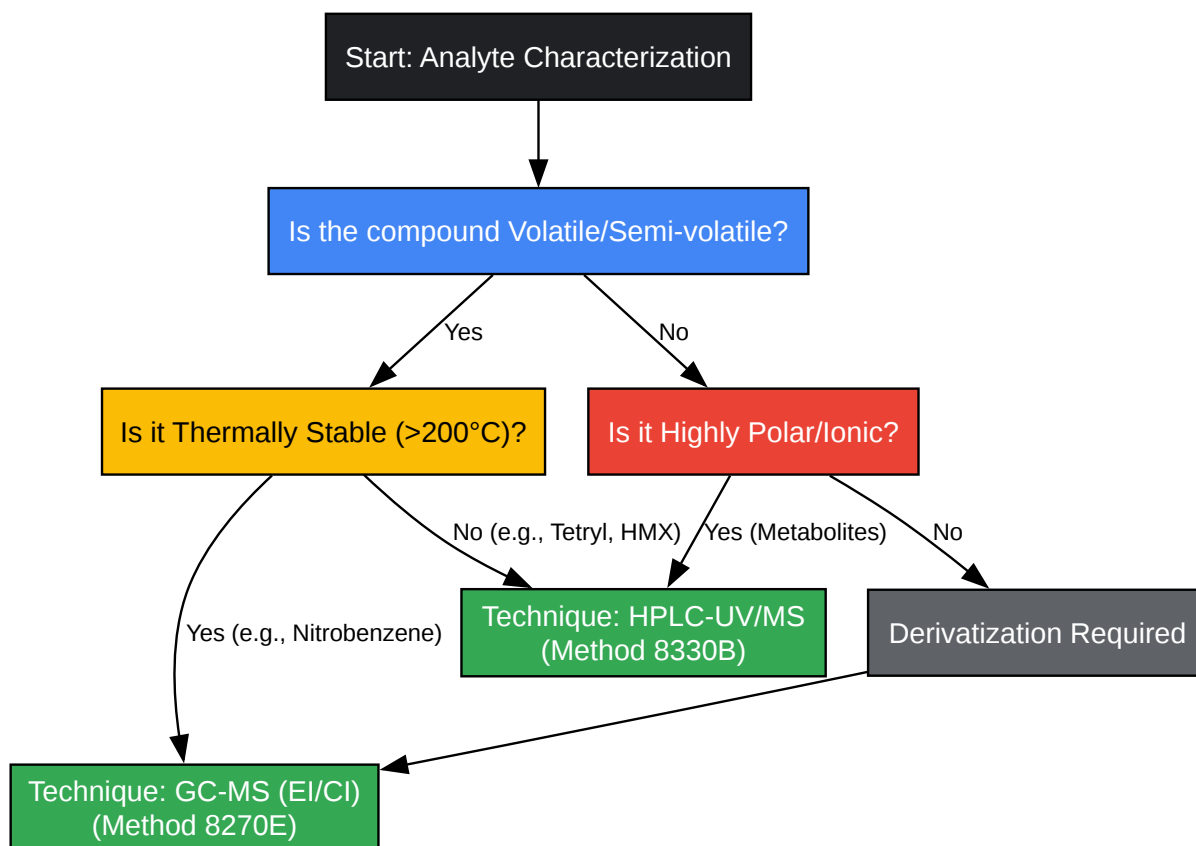 Start: Analyte Characterization
Is the compound Volatile/Semi-volatile?
Yes
No
Is it Thermally Stable (>200°C)?
Is it Highly Polar/Ionic?
No (e.g., Tetryl, HMX)
Yes (Metabolites)
No
Yes (e.g., Nitrobenzene)
Technique: HPLC-UV/MS
(Method 8330B)
Derivatization Required
Technique: GC-MS (EI/CI)
(Method 8270E)